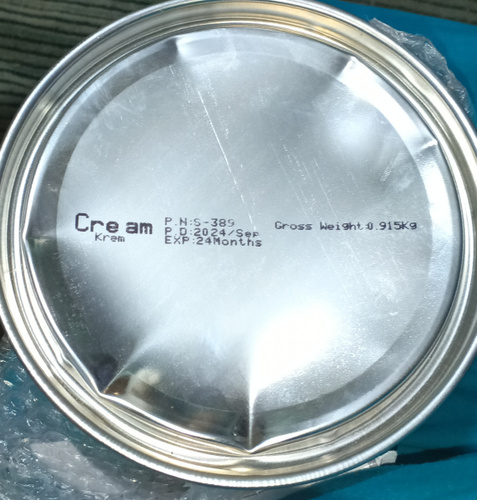 Cream
Krem
P.N:S-389
P.D:2024/Sep
EXP:24Months
Gross Weight:0.915Kg